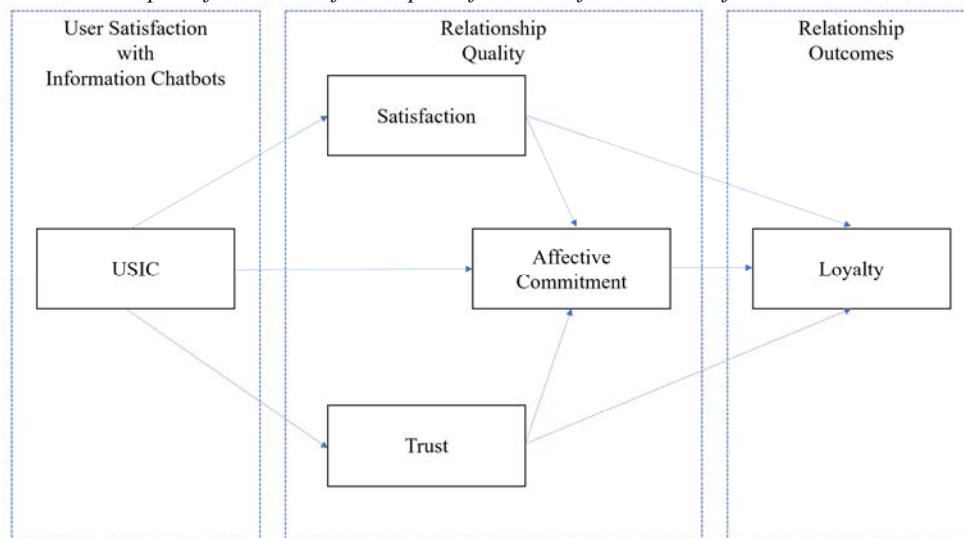 User Satisfaction
with
Information Chatbots
Relationship
Quality
Relationship
Outcomes
Satisfaction
USIC
Affective
Commitment
Loyalty
Trust